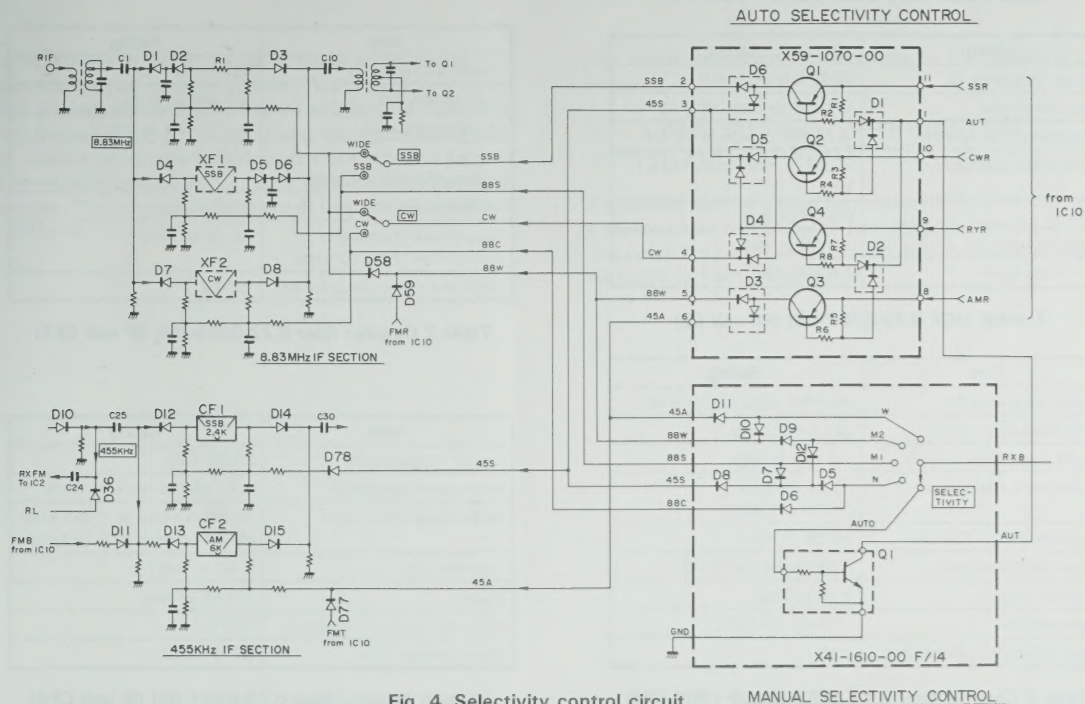 AUTO SELECTIVITY CONTROL
X59-1070-00
RIF
C1
D1
D2
R1
D3
C10
To Q1
To Q2
8.83MHz
D4
XF1
SSB
D5
D6
D7
XF2
CW
D8
WIDE
SSB
SSB
WIDE
CW
CW
SSB
88S
CW
88C
D58
88W
D59
FMR
from IC10
8.83MHz IF SECTION
SSB
2
45S
3
D6
Q1
R1
R2
D1
11
SSR
1
AUT
D5
Q2
R3
R4
10
CWR
from
IC10
D4
CW
4
Q4
R7
R8
D2
9
RYR
D3
88W
5
45A
6
Q3
R5
R6
8
AMR
D10
C25
D12
CF1
SSB
2.4K
D14
C30
455KHz
RXFM
To IC2
C24
D36
RL
D78
45S
FMB
from IC10
D11
D13
CF2
AM
6K
D15
45A
D77
FMT
from IC10
455KHz IF SECTION
45A
D11
W
D10
88W
D9
M2
D12
88S
M1
RXB
D7
45S
D8
D5
N
88C
D6
SELEC-
TIVITY
AUTO
AUT
Q1
GND
X41-1610-00 F/14
Fig. 4 Selectivity control circuit
MANUAL SELECTIVITY CONTROL